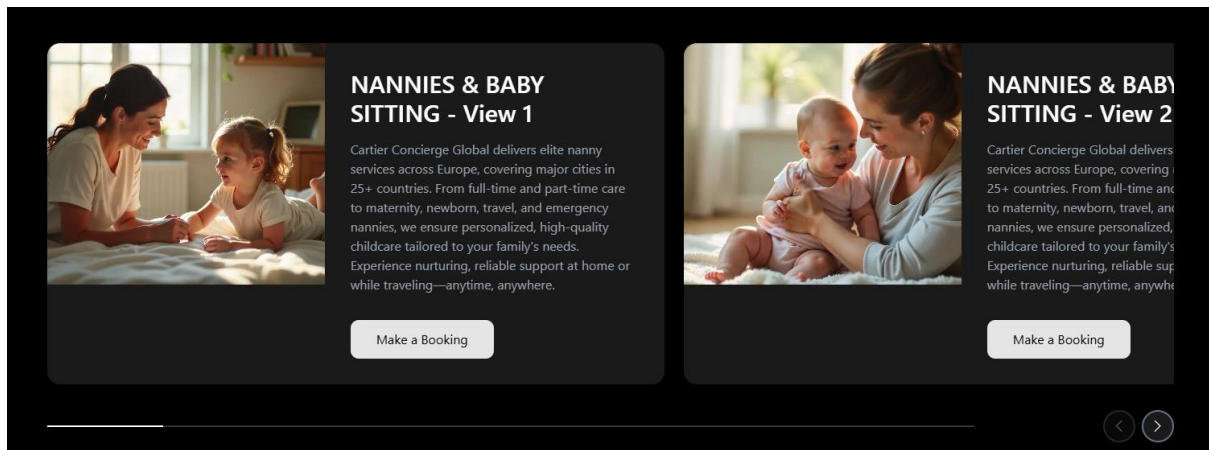 NANNIES & BABY
SITTING - View 1
Cartier Concierge Global delivers elite nanny
services across Europe, covering major cities in
25+ countries. From full-time and part-time care
to maternity, newborn, travel, and emergency
nannies, we ensure personalized, high-quality
childcare tailored to your family's needs.
Experience nurturing, reliable support at home or
while traveling—anytime, anywhere.
Make a Booking
NANNIES & BABY
SITTING - View 2
Cartier Concierge Global delivers
services across Europe, covering
25+ countries. From full-time and
to maternity, newborn, travel, and
nannies, we ensure personalized,
childcare tailored to your family's
Experience nurturing, reliable
while traveling—anytime,
Make a Booking